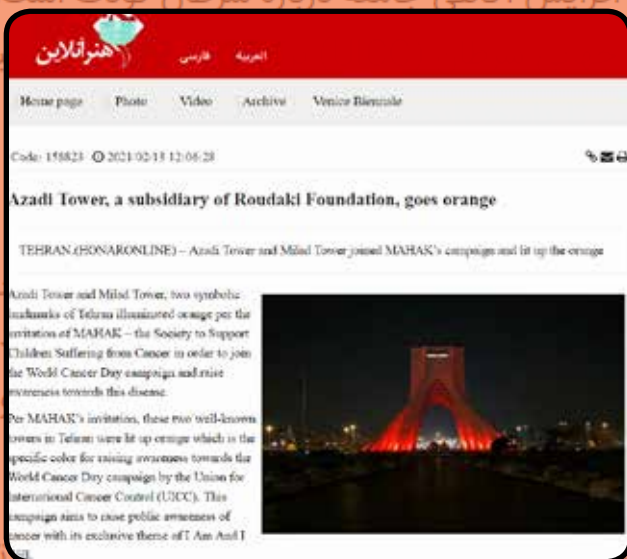 هنرآنلاین
فارسی
العربیه
Home page Photo Video Archive Venice Biennale
Code: 158823 2021/02/13 12:06:28
Azadi Tower, a subsidiary of Roudaki Foundation, goes orange
TEHRAN,(HONARONLINE) – Azadi Tower and Milad Tower joined MAHAK's campaign and lit up the orange
Azadi Tower and Milad Tower, two symbolic
landmarks of Tehran illuminated orange per the
invitation of MAHAK – the Society to Support
Children Suffering from Cancer in order to join
the World Cancer Day campaign and raise
awareness towards this disease.
Per MAHAK's invitation, these two well-known
towers in Tehran were lit up orange which is the
specific color for raising awareness towards the
World Cancer Day campaign by the Union for
International Cancer Control (UICC). This
campaign aims to raise public awareness of
cancer with its exclusive theme of I Am And I